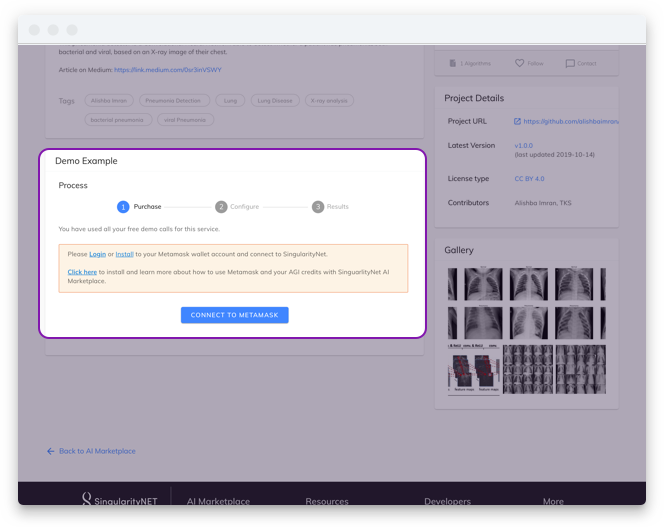 bacterial and viral, based on an X-ray image of their chest.
Article on Medium: https://link.medium.com/0sr3inVSWY
Tags
Alishba Imran
Pneumonia Detection
Lung
Lung Disease
X-ray analysis
bacterial pneumonia
viral Pneumonia
Demo Example
Process
1 Purchase
2 Configure
3 Results
You have used all your free demo calls for this service.
Please Login or Install to your Metamask wallet account and connect to SingularityNet.
Click here to install and learn more about how to use Metamask and your AGI credits with SinguarlityNet AI
Marketplace.
CONNECT TO METAMASK
1 Algorithms
Follow
Contact
Project Details
Project URL
https://github.com/alishbaimran/
Latest Version
v1.0.0
(last updated 2019-10-14)
License type
CC BY 4.0
Contributors
Alishba Imran, TKS
Gallery
Back to AI Marketplace
SingularityNET
AI Marketplace
Resources
Developers
More